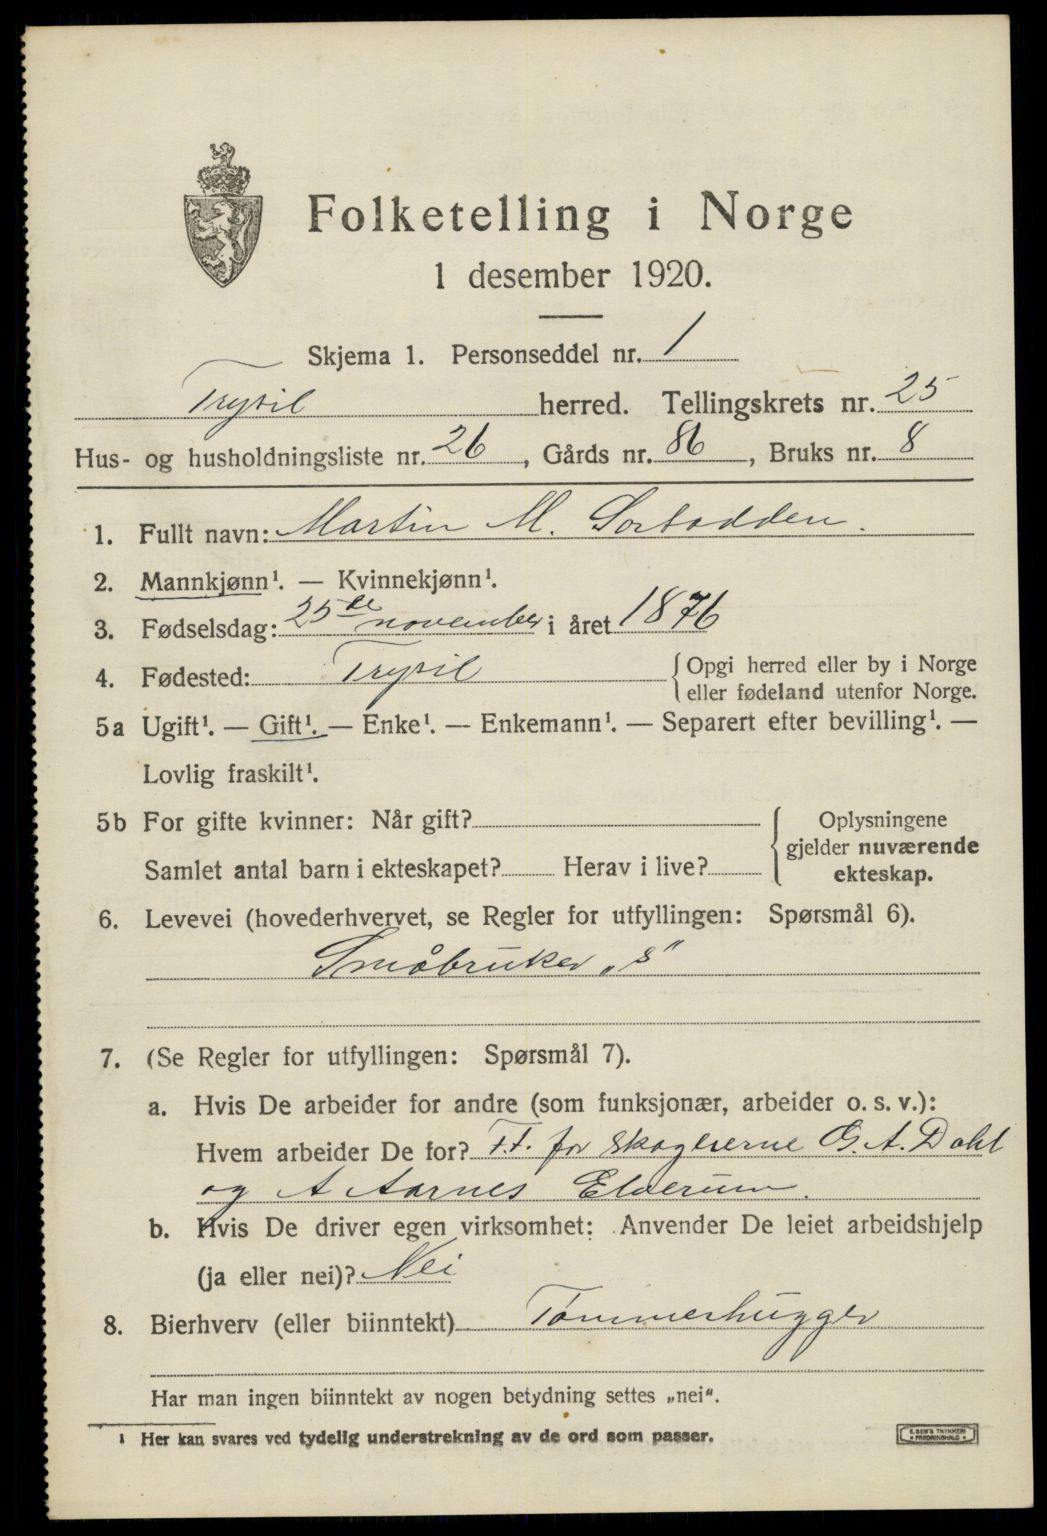 Folketelling i Norge
1 desember 1920.
Skjema 1. Personseddel nr. 1
Trysil herred. Tellingskrets nr. 25
Hus- og husholdningsliste nr. 26, Gårds nr. 86, Bruks nr. 8
1. Fullt navn: Martin M. Sorbodden.
2. Mannkjønn¹. — Kvinnekjønn¹.
3. Fødselsdag: 25de november i året 1876
4. Fødested: Trysil {Opgi herred eller by i Norge
eller fødeland utenfor Norge.
5a Ugift¹. — Gift¹. — Enke¹. — Enkemann¹. — Separert efter bevilling¹. —
Lovlig fraskilt¹.
5b For gifte kvinner: Når gift?
Samlet antal barn i ekteskapet? Herav i live?
Oplysningene
gjelder nuværende
ekteskap.
6. Levevei (hovederhvervet, se Regler for utfyllingen: Spørsmål 6).
Småbruker „s"
7. (Se Regler for utfyllingen: Spørsmål 7).
a. Hvis De arbeider for andre (som funksjonær, arbeider o. s. v.):
Hvem arbeider De for? F.t. for skogeierne G. A. Dahl
og A Aarnes Elverum.
b. Hvis De driver egen virksomhet: Anvender De leiet arbeidshjelp
(ja eller nei)? Nei
8. Bierhverv (eller biinntekt) Tømmerhugger
Har man ingen biinntekt av nogen betydning settes „nei".
¹ Her kan svares ved tydelig understrekning av de ord som passer.
E. SEM'S TRYKKERI
* FREDRIKSHALD *